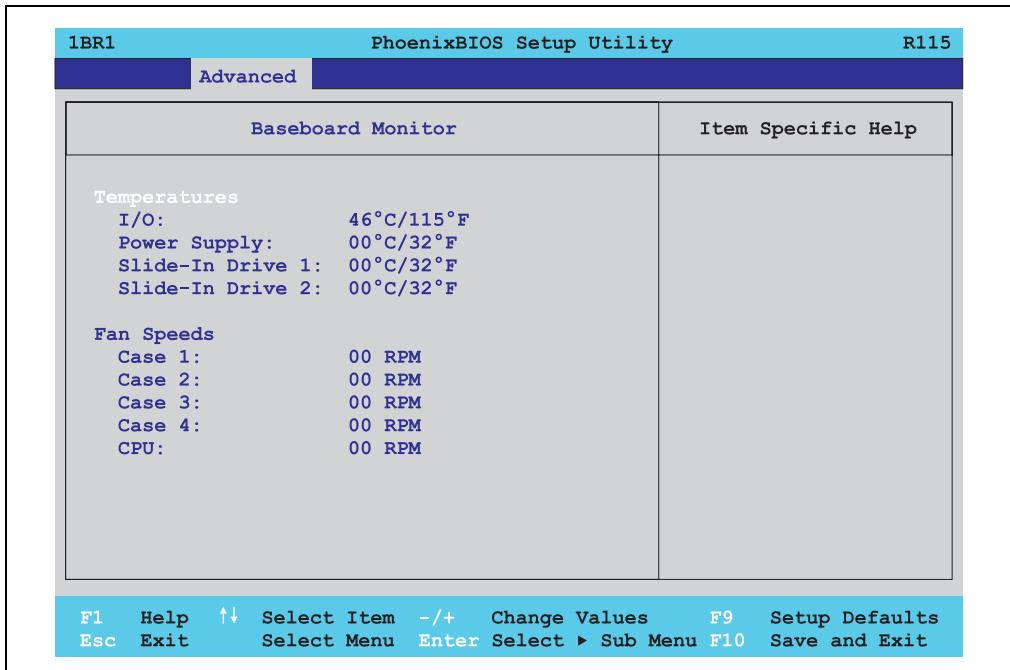 1BR1 PhoenixBIOS Setup Utility R115
Advanced
Baseboard Monitor Item Specific Help
Temperatures
I/O: 46°C/115°F
Power Supply: 00°C/32°F
Slide-In Drive 1: 00°C/32°F
Slide-In Drive 2: 00°C/32°F
Fan Speeds
Case 1: 00 RPM
Case 2: 00 RPM
Case 3: 00 RPM
Case 4: 00 RPM
CPU: 00 RPM
F1 Help ↑↓ Select Item -/+ Change Values F9 Setup Defaults
Esc Exit Select Menu Enter Select ▶ Sub Menu F10 Save and Exit